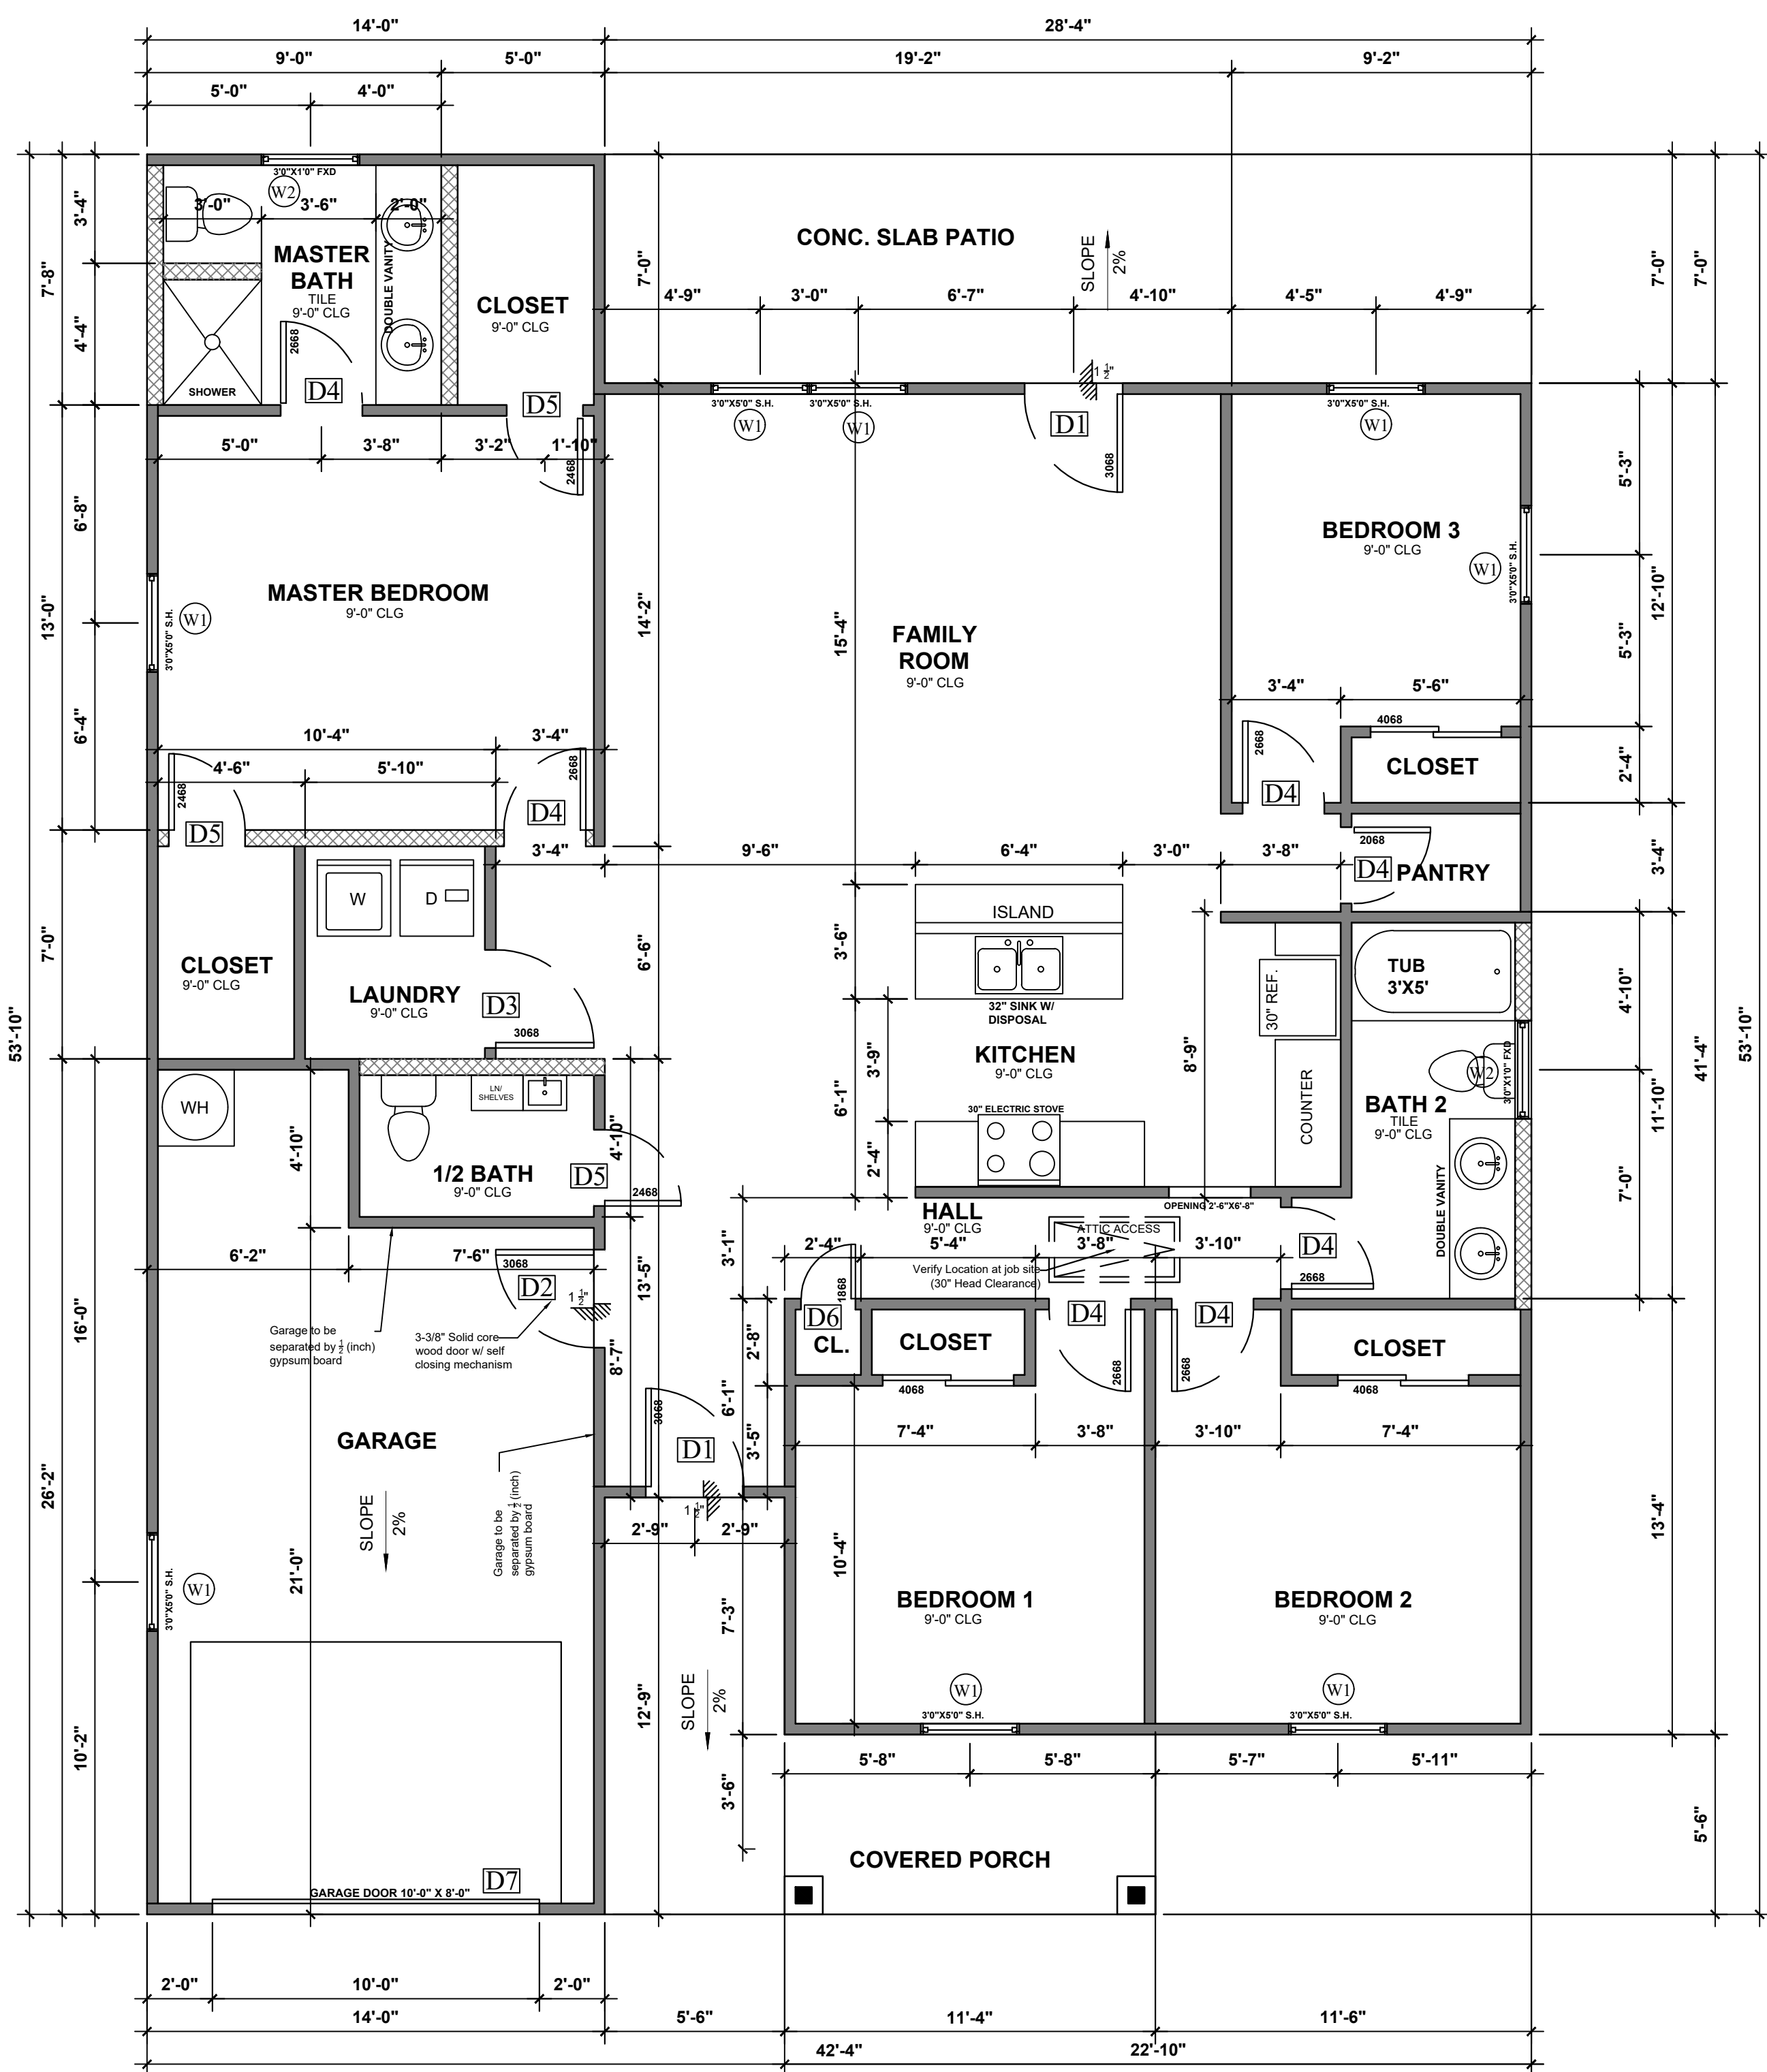 14'-0"
28'-4"
9'-0"
5'-0"
19'-2"
9'-2"
5'-0"
4'-0"
3'0"X1'0" FXD
W2
3'-0"
3'-6"
2'-0"
3'-4"
7'-8"
4'-4"
MASTER
BATH
TILE
9'-0" CLG
DOUBLE VANITY
CLOSET
9'-0" CLG
SHOWER
2668
D4
D5
2468
CONC. SLAB PATIO
SLOPE
2%
7'-0"
7'-0"
7'-0"
4'-9"
3'-0"
6'-7"
4'-10"
4'-5"
4'-9"
1 1/2"
3'0"X5'0" S.H.
3'0"X5'0" S.H.
3'0"X5'0" S.H.
W1
W1
D1
3068
W1
5'-0"
3'-8"
3'-2"
1'-10"
6'-8"
13'-0"
6'-4"
MASTER BEDROOM
9'-0" CLG
W1
3'0"X5'0" S.H.
14'-2"
15'-4"
FAMILY
ROOM
9'-0" CLG
BEDROOM 3
9'-0" CLG
W1
3'0"X5'0" S.H.
5'-3"
12'-10"
5'-3"
3'-4"
5'-6"
4068
2668
CLOSET
D4
2'-4"
10'-4"
3'-4"
4'-6"
5'-10"
2468
2668
D5
D4
3'-4"
9'-6"
6'-4"
3'-0"
3'-8"
2068
D4
PANTRY
3'-4"
W
D
7'-0"
CLOSET
9'-0" CLG
LAUNDRY
9'-0" CLG
D3
3068
6'-6"
3'-6"
ISLAND
32" SINK W/
DISPOSAL
KITCHEN
9'-0" CLG
3'-9"
6'-1"
2'-4"
8'-9"
30" REF.
COUNTER
30" ELECTRIC STOVE
TUB
3'X5'
4'-10"
W2
3'0"X1'0" FXD
BATH 2
TILE
9'-0" CLG
DOUBLE VANITY
11'-10"
7'-0"
41'-4"
53'-10"
53'-10"
WH
LN/
SHELVES
4'-10"
4'-10"
1/2 BATH
9'-0" CLG
D5
2468
HALL
9'-0" CLG
OPENING 2'-6"X6'-8"
ATTIC ACCESS
2'-4"
5'-4"
3'-8"
3'-10"
Verify Location at job site
(30" Head Clearance)
D4
2668
3'-1"
6'-2"
7'-6"
3068
D2
1 1/2"
13'-5"
1868
D6
CL.
CLOSET
4068
D4
2668
D4
2668
CLOSET
4068
Garage to be
separated by 1/2 (inch)
gypsum board
3-3/8" Solid core
wood door w/ self
closing mechanism
8'-7"
2'-8"
6'-1"
3'-5"
16'-0"
26'-2"
10'-2"
GARAGE
SLOPE
2%
Garage to be
separated by 1/2 (inch)
gypsum board
3068
D1
1 1/2"
2'-9"
2'-9"
7'-4"
3'-8"
3'-10"
7'-4"
21'-0"
W1
3'0"X5'0" S.H.
10'-4"
7'-3"
12'-9"
SLOPE
2%
3'-6"
BEDROOM 1
9'-0" CLG
BEDROOM 2
9'-0" CLG
13'-4"
W1
W1
3'0"X5'0" S.H.
3'0"X5'0" S.H.
5'-8"
5'-8"
5'-7"
5'-11"
5'-6"
COVERED PORCH
GARAGE DOOR 10'-0" X 8'-0"
D7
2'-0"
10'-0"
2'-0"
14'-0"
5'-6"
11'-4"
11'-6"
42'-4"
22'-10"